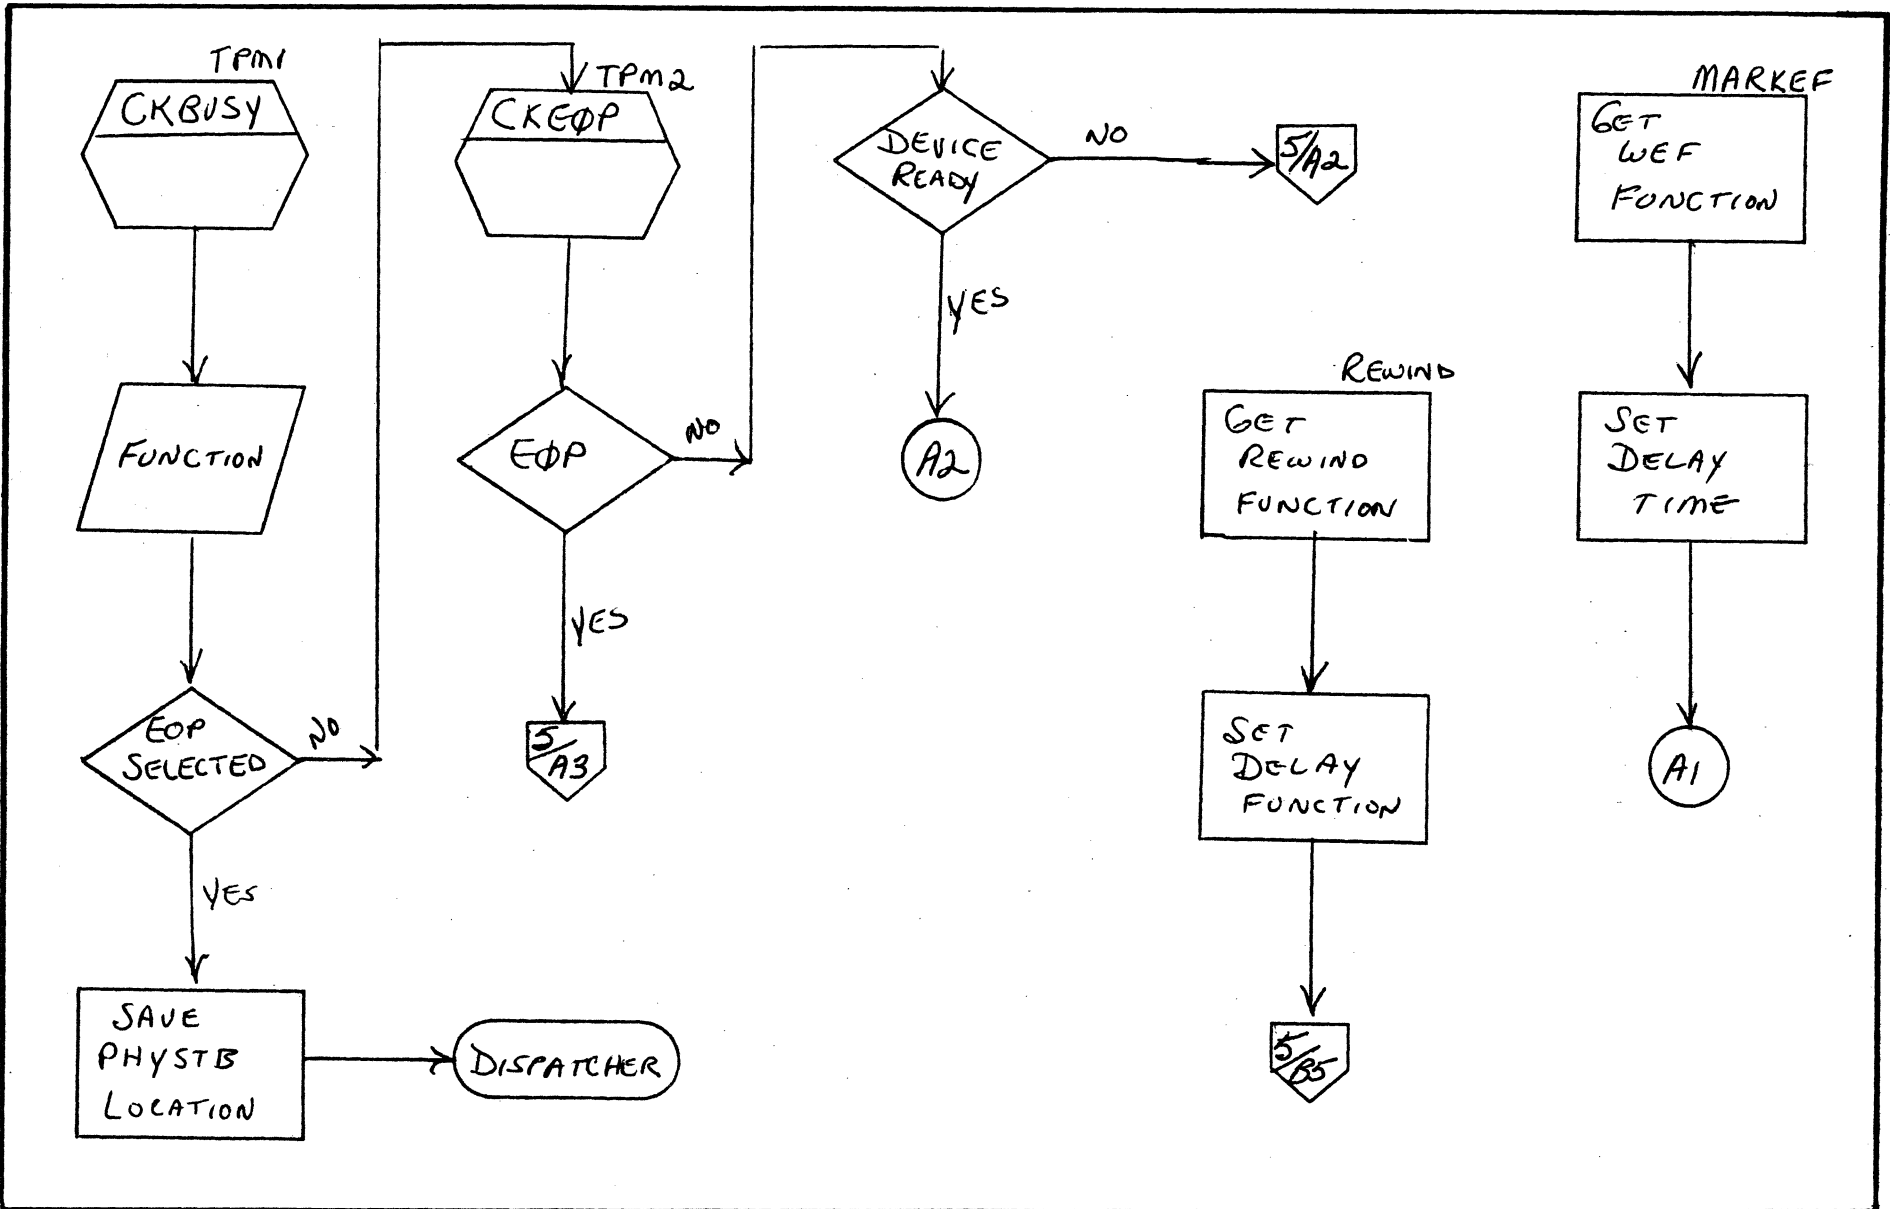 TPM1
CKBUSY
FUNCTION
EOP
SELECTED
NO
YES
SAVE
PHYSTB
LOCATION
DISPATCHER
TPM2
CKEØP
EØP
NO
YES
5/
A3
DEVICE
READY
NO
5/A2
YES
A2
REWIND
GET
REWIND
FUNCTION
SET
DELAY
FUNCTION
5/
B5
MARKEF
GET
WEF
FUNCTION
SET
DELAY
TIME
A1